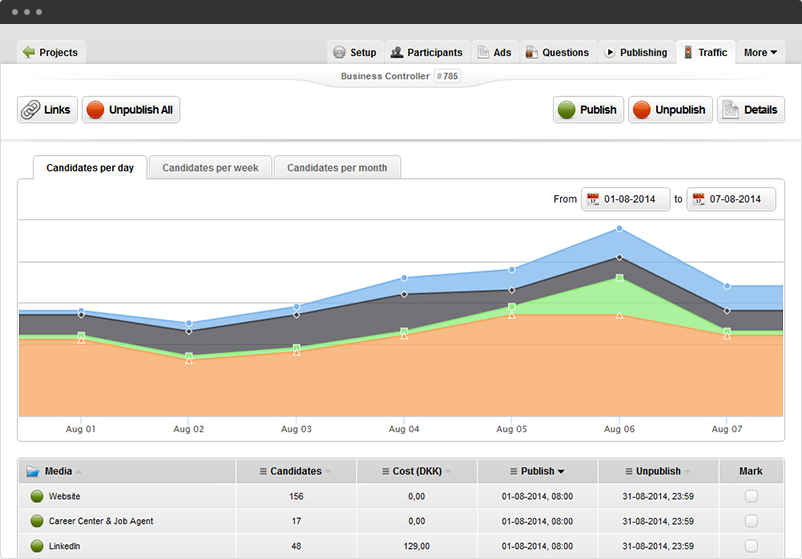 Projects
Setup Participants Ads Questions Publishing Traffic More
Business Controller #785
Links Unpublish All Publish Unpublish Details
Candidates per day Candidates per week Candidates per month
From 01-08-2014 to 07-08-2014
Aug 01 Aug 02 Aug 03 Aug 04 Aug 05 Aug 06 Aug 07
Media Candidates Cost (DKK) Publish Unpublish Mark
Website 156 0,00 01-08-2014, 08:00 31-08-2014, 23:59
Career Center & Job Agent 17 0,00 01-08-2014, 08:00 31-08-2014, 23:59
LinkedIn 48 129,00 01-08-2014, 08:00 31-08-2014, 23:59